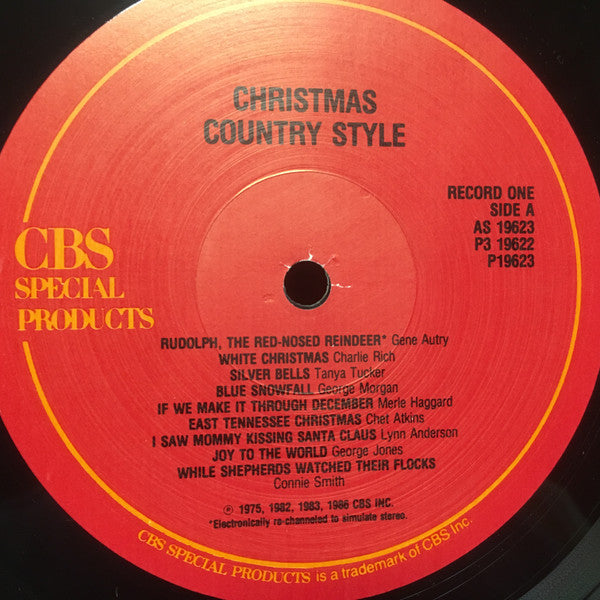 CHRISTMAS
COUNTRY STYLE
RECORD ONE
SIDE A
AS 19623
P3 19622
P19623
CBS
SPECIAL
PRODUCTS
RUDOLPH, THE RED-NOSED REINDEER* Gene Autry
WHITE CHRISTMAS Charlie Rich
SILVER BELLS Tanya Tucker
BLUE SNOWFALL George Morgan
IF WE MAKE IT THROUGH DECEMBER Merle Haggard
EAST TENNESSEE CHRISTMAS Chet Atkins
I SAW MOMMY KISSING SANTA CLAUS Lynn Anderson
JOY TO THE WORLD George Jones
WHILE SHEPHERDS WATCHED THEIR FLOCKS
Connie Smith
℗ 1975, 1982, 1983, 1986 CBS INC.
*Electronically re-channeled to simulate stereo.
CBS SPECIAL PRODUCTS is a trademark of CBS Inc.